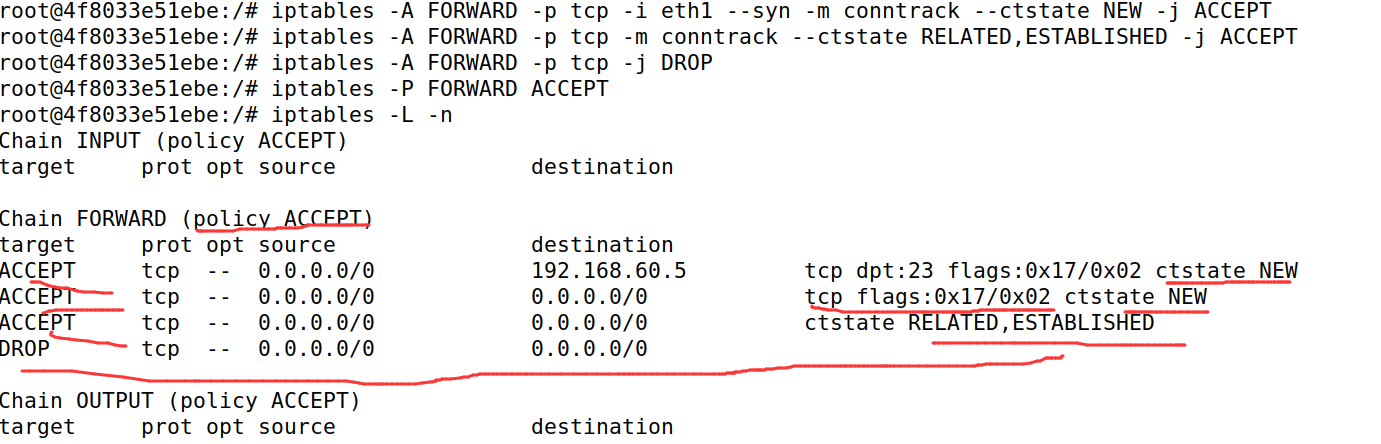 root@4f8033e51ebe:/# iptables -A FORWARD -p tcp -i eth1 --syn -m conntrack --ctstate NEW -j ACCEPT
root@4f8033e51ebe:/# iptables -A FORWARD -p tcp -m conntrack --ctstate RELATED,ESTABLISHED -j ACCEPT
root@4f8033e51ebe:/# iptables -A FORWARD -p tcp -j DROP
root@4f8033e51ebe:/# iptables -P FORWARD ACCEPT
root@4f8033e51ebe:/# iptables -L -n
Chain INPUT (policy ACCEPT)
target     prot opt source               destination

Chain FORWARD (policy ACCEPT)
target     prot opt source               destination
ACCEPT     tcp  --  0.0.0.0/0            192.168.60.5         tcp dpt:23 flags:0x17/0x02 ctstate NEW
ACCEPT     tcp  --  0.0.0.0/0            0.0.0.0/0            tcp flags:0x17/0x02 ctstate NEW
ACCEPT     tcp  --  0.0.0.0/0            0.0.0.0/0            ctstate RELATED,ESTABLISHED
DROP       tcp  --  0.0.0.0/0            0.0.0.0/0

Chain OUTPUT (policy ACCEPT)
target     prot opt source               destination